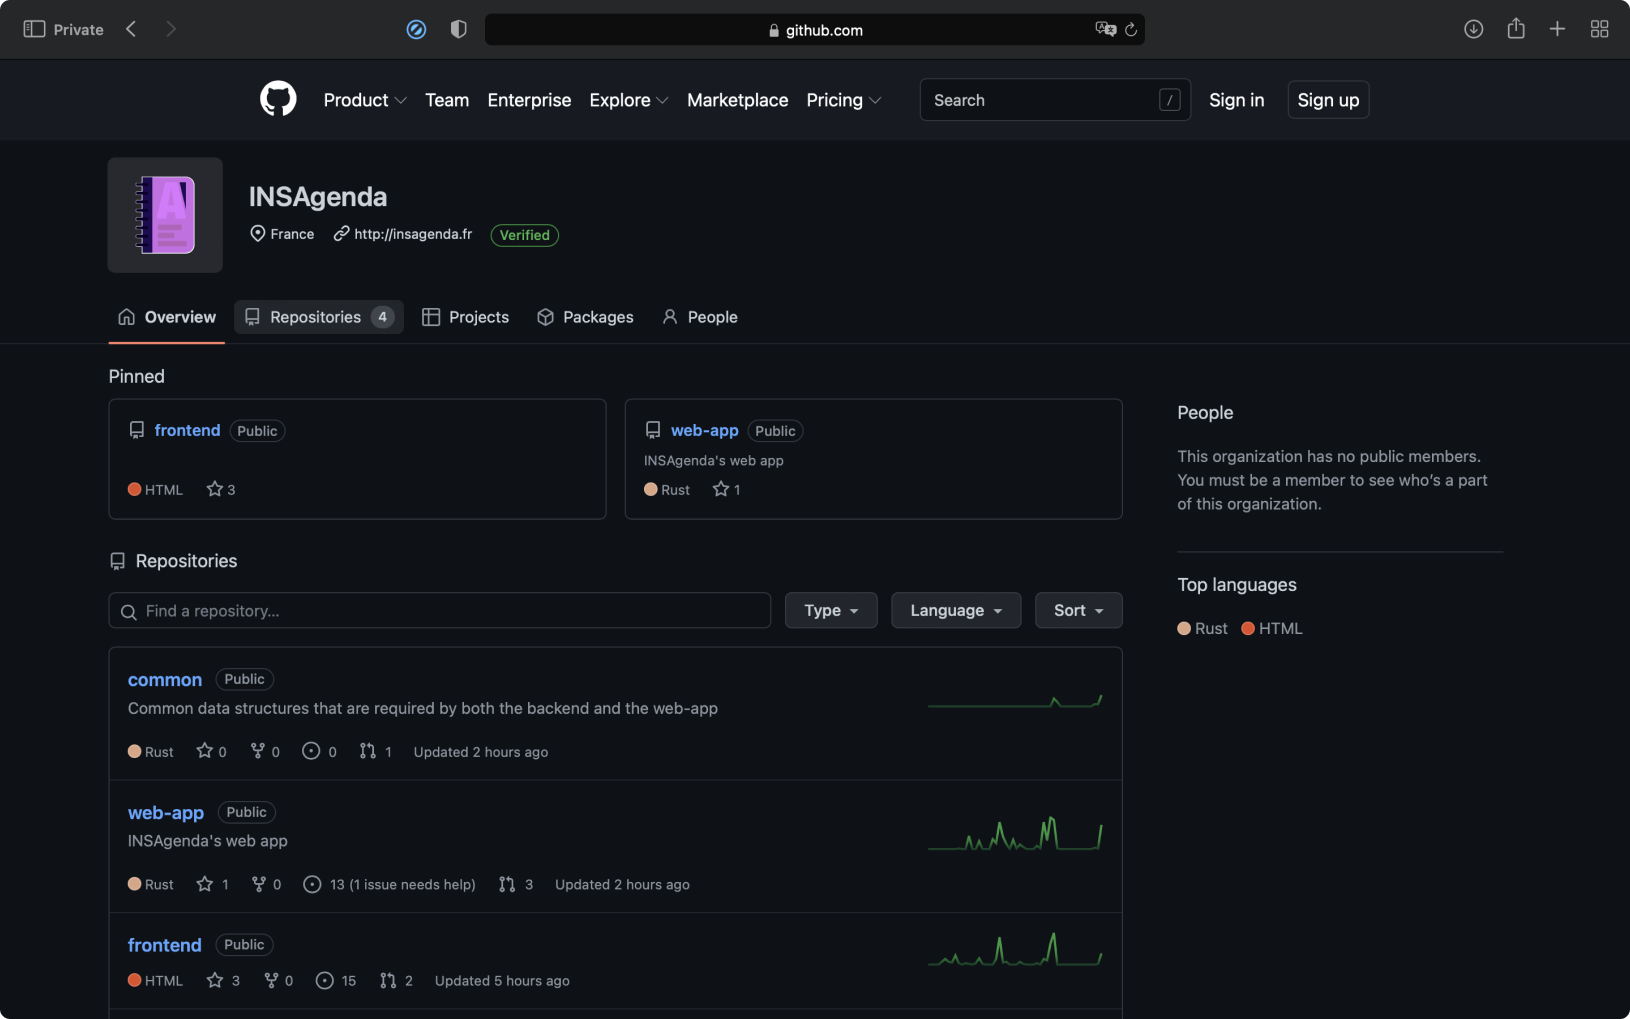 Private
github.com
Product Team Enterprise Explore Marketplace Pricing Search / Sign in Sign up
INSAgenda
France http://insagenda.fr Verified
Overview Repositories 4 Projects Packages People
Pinned
frontend Public
HTML 3
web-app Public
INSAgenda's web app
Rust 1
People
This organization has no public members.
You must be a member to see who's a part
of this organization.
Top languages
Rust HTML
Repositories
Find a repository... Type Language Sort
common Public
Common data structures that are required by both the backend and the web-app
Rust 0 0 0 1 Updated 2 hours ago
web-app Public
INSAgenda's web app
Rust 1 0 13 (1 issue needs help) 3 Updated 2 hours ago
frontend Public
HTML 3 0 15 2 Updated 5 hours ago